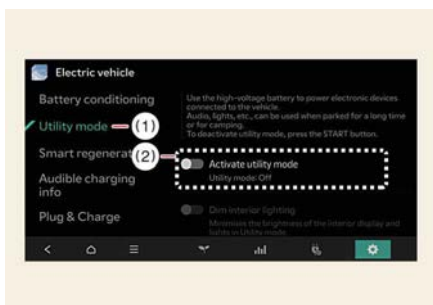 Electric vehicle
Battery conditioning
Utility mode
(1)
Smart regenerat
(2)
Audible charging
info
Plug & Charge
Use the high-voltage battery to power electronic devices
connected to the vehicle.
Audio, lights, etc., can be used when parked for a long time
or for camping.
To deactivate utility mode, press the START button.
Activate utility mode
Utility mode: Off
Dim interior lighting
Minimise the brightness of the interior display and
lights in Utility mode.